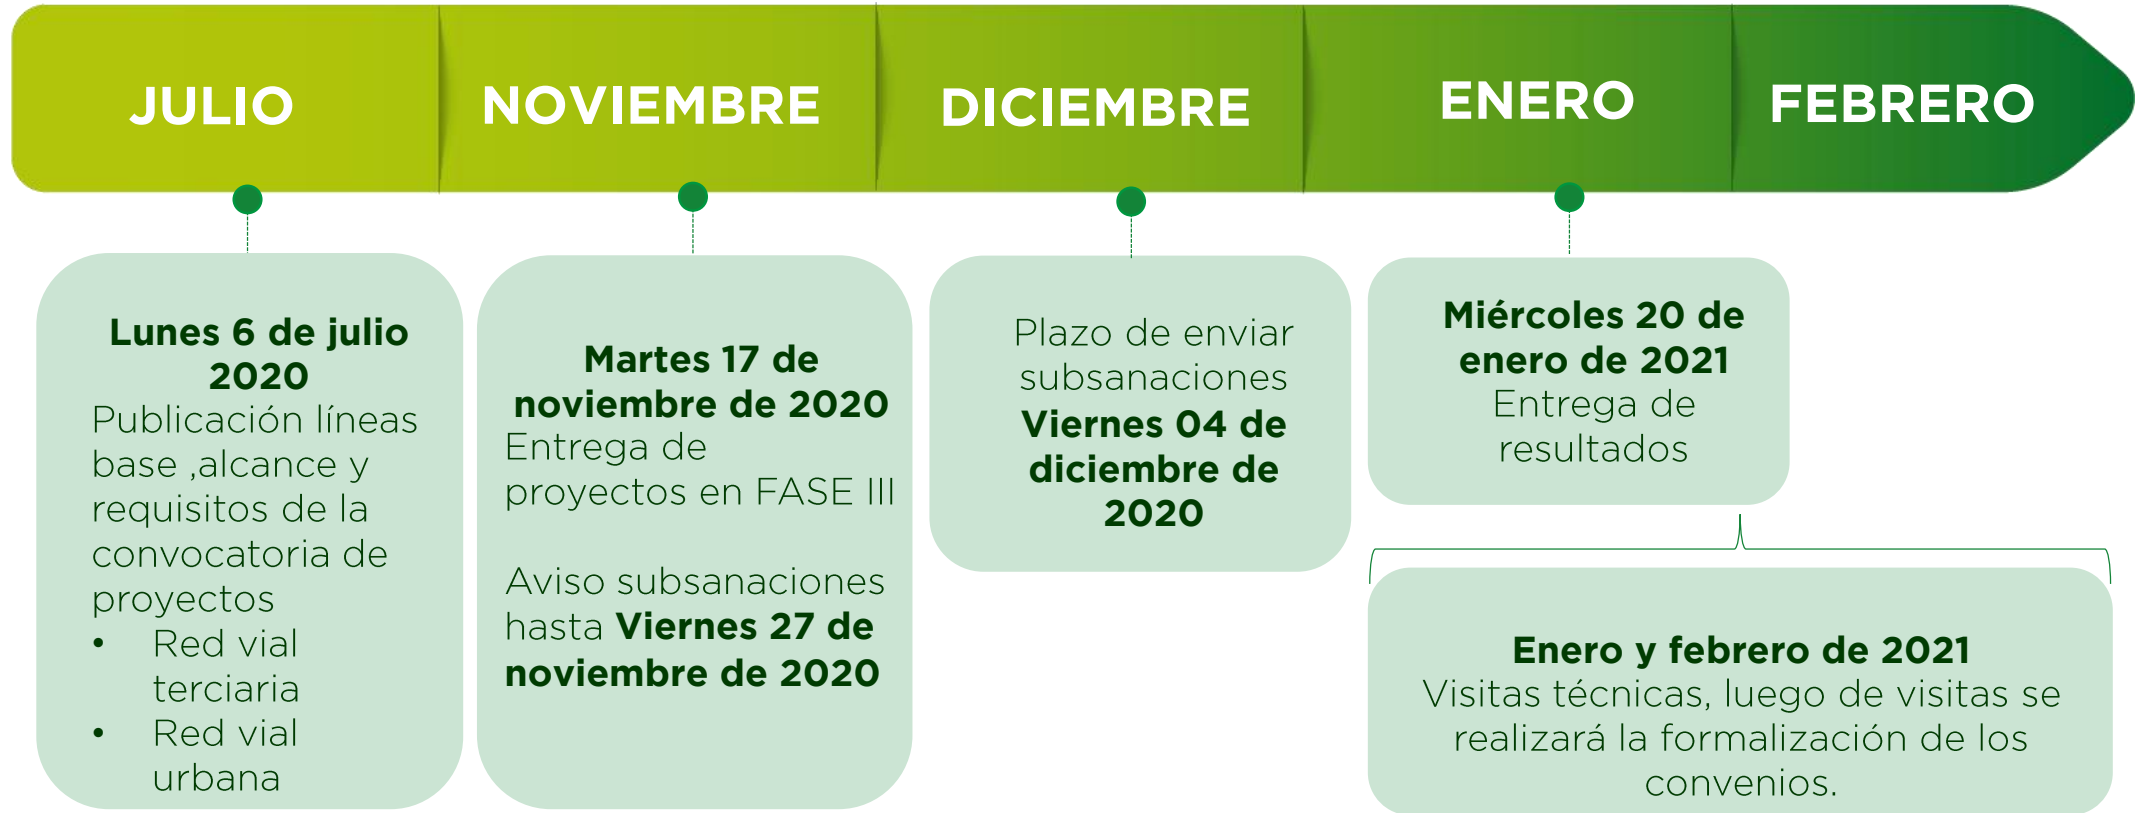 JULIO
NOVIEMBRE
DICIEMBRE
ENERO
FEBRERO
Lunes 6 de julio
2020
Publicación líneas
base ,alcance y
requisitos de la
convocatoria de
proyectos
• Red vial
terciaria
• Red vial
urbana
Martes 17 de
noviembre de 2020
Entrega de
proyectos en FASE III
Aviso subsanaciones
hasta Viernes 27 de
noviembre de 2020
Plazo de enviar
subsanaciones
Viernes 04 de
diciembre de
2020
Miércoles 20 de
enero de 2021
Entrega de
resultados
Enero y febrero de 2021
Visitas técnicas, luego de visitas se
realizará la formalización de los
convenios.